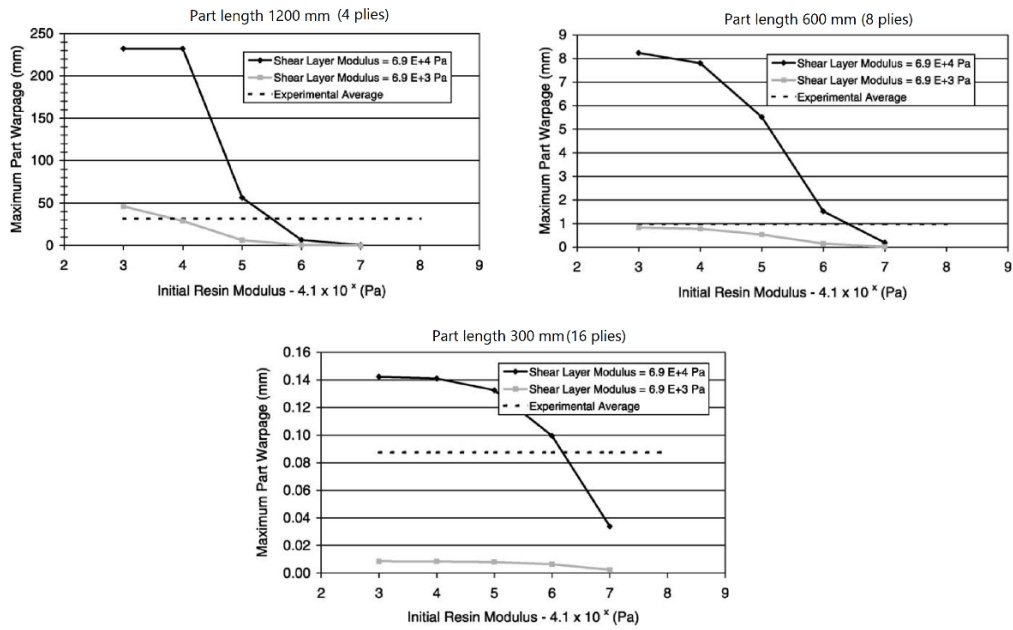 Part length 1200 mm (4 plies)
250
200
150
100
50
0
Maximum Part Warpage (mm)
Shear Layer Modulus = 6.9 E+4 Pa
Shear Layer Modulus = 6.9 E+3 Pa
Experimental Average
2 3 4 5 6 7 8 9
Initial Resin Modulus - 4.1 x 10 ˣ (Pa)
Part length 600 mm (8 plies)
9
8
7
6
5
4
3
2
1
0
Maximum Part Warpage (mm)
Shear Layer Modulus = 6.9 E+4 Pa
Shear Layer Modulus = 6.9 E+3 Pa
Experimental Average
2 3 4 5 6 7 8 9
Initial Resin Modulus - 4.1 x 10 ˣ (Pa)
Part length 300 mm (16 plies)
0.16
0.14
0.12
0.10
0.08
0.06
0.04
0.02
0.00
Maximum Part Warpage (mm)
Shear Layer Modulus = 6.9 E+4 Pa
Shear Layer Modulus = 6.9 E+3 Pa
Experimental Average
2 3 4 5 6 7 8 9
Initial Resin Modulus - 4.1 x 10 ˣ (Pa)